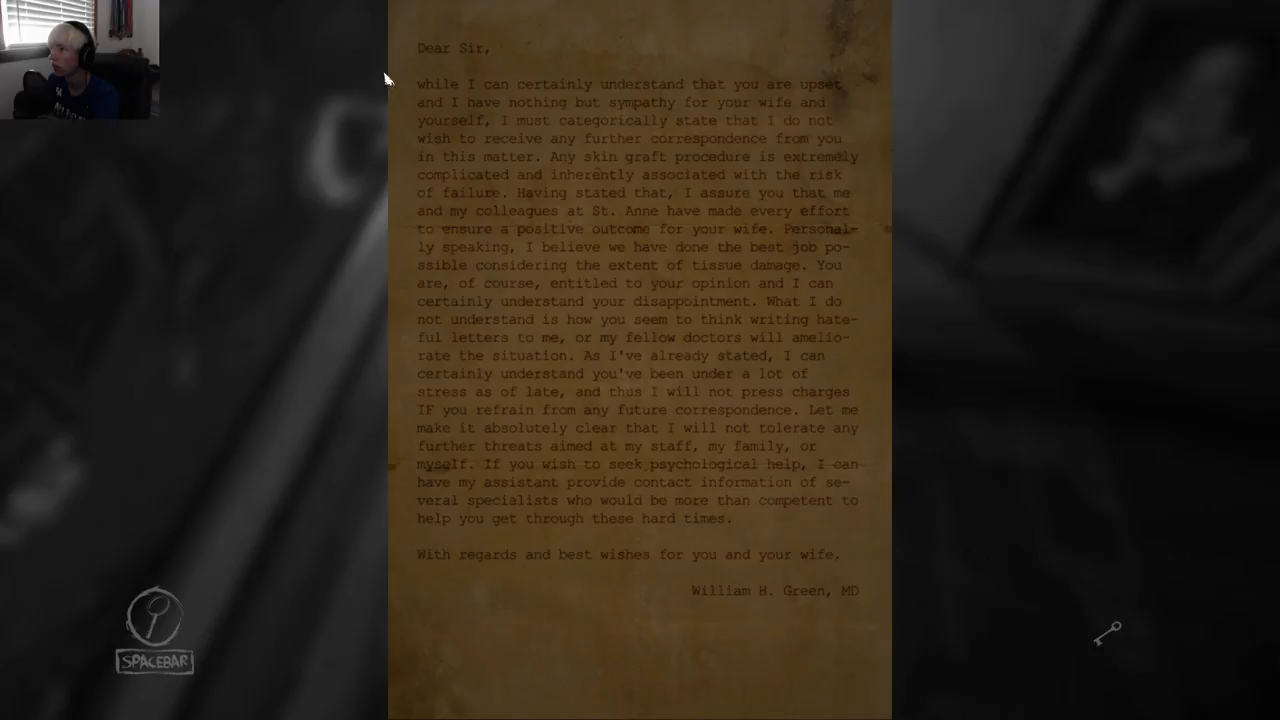 Dear Sir,
while I can certainly understand that you are upset
and I have nothing but sympathy for your wife and
yourself, I must categorically state that I do not
wish to receive any further correspondence from you
in this matter. Any skin graft procedure is extremely
complicated and inherently associated with the risk
of failure. Having stated that, I assure you that me
and my colleagues at St. Anne have made every effort
to ensure a positive outcome for your wife. Personal-
ly speaking, I believe we have done the best job po-
ssible considering the extent of tissue damage. You
are, of course, entitled to your opinion and I can
certainly understand your disappointment. What I do
not understand is how you seem to think writing hate-
ful letters to me, or my fellow doctors will amelio-
rate the situation. As I've already stated, I can
certainly understand you've been under a lot of
stress as of late, and thus I will not press charges
IF you refrain from any future correspondence. Let me
make it absolutely clear that I will not tolerate any
further threats aimed at my staff, my family, or
myself. If you wish to seek psychological help, I can
have my assistant provide contact information of se-
veral specialists who would be more than competent to
help you get through these hard times.
With regards and best wishes for you and your wife,
William H. Green, MD
SPACEBAR